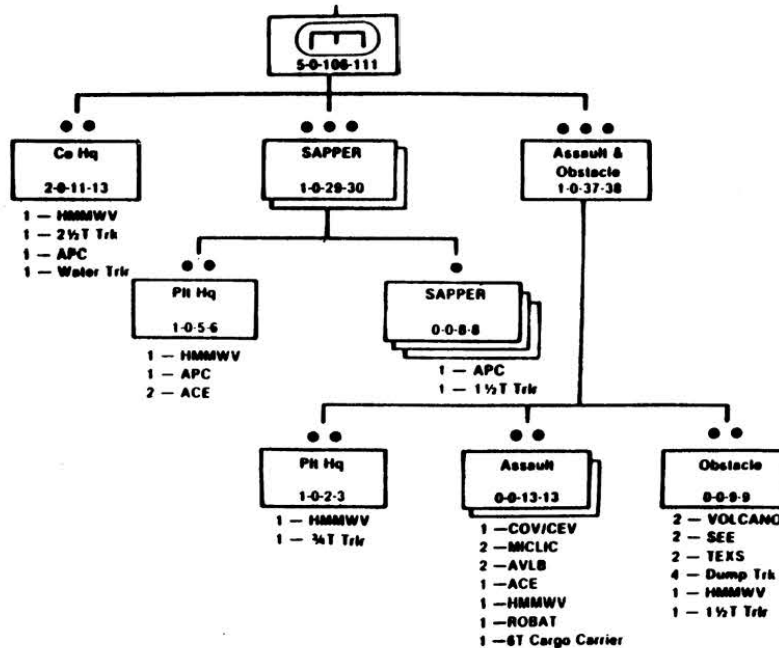 5-0-106-111
Co Hq
2-0-11-13
1 — HMMWV
1 — 2½T Trk
1 — APC
1 — Water Trlr
SAPPER
1-0-29-30
Assault &
Obstacle
1-0-37-38
Plt Hq
1-0-5-6
1 — HMMWV
1 — APC
2 — ACE
SAPPER
0-0-8-8
1 — APC
1 — 1½T Trlr
Plt Hq
1-0-2-3
1 — HMMWV
1 — ¾T Trlr
Assault
0-0-13-13
1 —COV/CEV
2 —MICLIC
2 —AVLB
1 —ACE
1 —HMMWV
1 —ROBAT
1 —6T Cargo Carrier
Obstacle
0-0-9-9
2 — VOLCANO
2 — SEE
2 — TEXS
4 — Dump Trk
1 — HMMWV
1 — 1½T Trlr